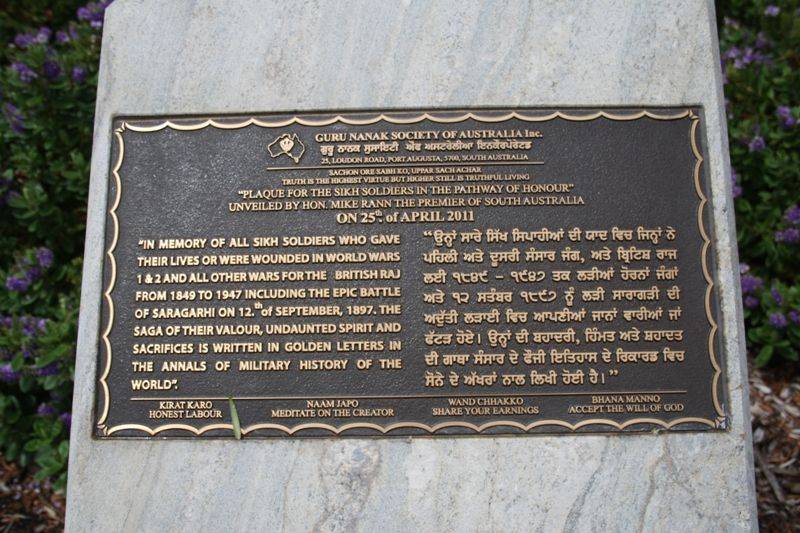 GURU NANAK SOCIETY OF AUSTRALIA Inc.
ਗੁਰੂ ਨਾਨਕ ਸੁਸਾਇਟੀ ਔਫ ਅਸਟਰੇਲੀਆ ਇਨਕੌਰਪੋਰੇਟਡ
25, LOUDON ROAD, PORT AUGUSTA, 5700, SOUTH AUSTRALIA
SACHON ORE SABH KO, UPPAR SACH ACHAR
TRUTH IS THE HIGHEST VIRTUE BUT HIGHER STILL IS TRUTHFUL LIVING
"PLAQUE FOR THE SIKH SOLDIERS IN THE PATHWAY OF HONOUR"
UNVEILED BY HON. MIKE RANN THE PREMIER OF SOUTH AUSTRALIA
ON 25th. of APRIL 2011
"IN MEMORY OF ALL SIKH SOLDIERS WHO GAVE
THEIR LIVES OR WERE WOUNDED IN WORLD WARS
1 & 2 AND ALL OTHER WARS FOR THE BRITISH RAJ
FROM 1849 TO 1947 INCLUDING THE EPIC BATTLE
OF SARAGARHI ON 12.th of SEPTEMBER, 1897. THE
SAGA OF THEIR VALOUR, UNDAUNTED SPIRIT AND
SACRIFICES IS WRITTEN IN GOLDEN LETTERS IN
THE ANNALS OF MILITARY HISTORY OF THE
WORLD".
"ਉਨ੍ਹਾਂ ਸਾਰੇ ਸਿੱਖ ਸਿਪਾਹੀਆਂ ਦੀ ਯਾਦ ਵਿਚ ਜਿਨ੍ਹਾਂ ਨੇ
ਪਹਿਲੀ ਅਤੇ ਦੂਸਰੀ ਸੰਸਾਰ ਜੰਗ, ਅਤੇ ਬ੍ਰਿਟਿਸ਼ ਰਾਜ
ਲਈ ੧੮੪੯ - ੧੯੪੭ ਤਕ ਲੜੀਆਂ ਹੋਰਨਾਂ ਜੰਗਾਂ
ਅਤੇ ੧੨ ਸਤੰਬਰ ੧੮੯੭ ਨੂੰ ਲੜੀ ਸਾਰਾਗੜੀ ਦੀ
ਅਦੁੱਤੀ ਲੜਾਈ ਵਿਚ ਆਪਣੀਆਂ ਜਾਨਾਂ ਵਾਰੀਆਂ ਜਾਂ
ਫੱਟੜ ਹੋਏ। ਉਨ੍ਹਾਂ ਦੀ ਬਹਾਦਰੀ, ਹਿੰਮਤ ਅਤੇ ਸ਼ਹਾਦਤ
ਦੀ ਗਾਥਾ ਸੰਸਾਰ ਦੇ ਫੌਜੀ ਇਤਿਹਾਸ ਦੇ ਰਿਕਾਰਡ ਵਿਚ
ਸੋਨੇ ਦੇ ਅੱਖਰਾਂ ਨਾਲ ਲਿਖੀ ਹੋਈ ਹੈ।"
KIRAT KARO
HONEST LABOUR
NAAM JAPO
MEDITATE ON THE CREATOR
WAND CHHAKKO
SHARE YOUR EARNINGS
BHANA MANNO
ACCEPT THE WILL OF GOD